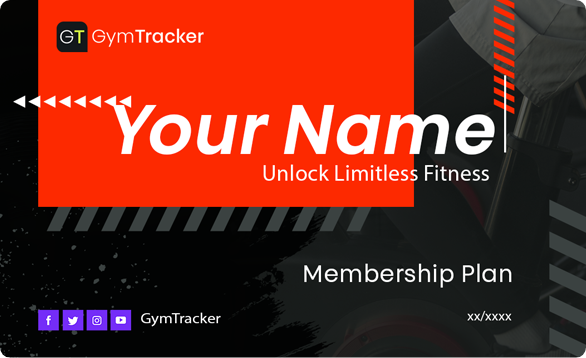 GT GymTracker
Your Name
Unlock Limitless Fitness
Membership Plan
GymTracker
xx/xxxx